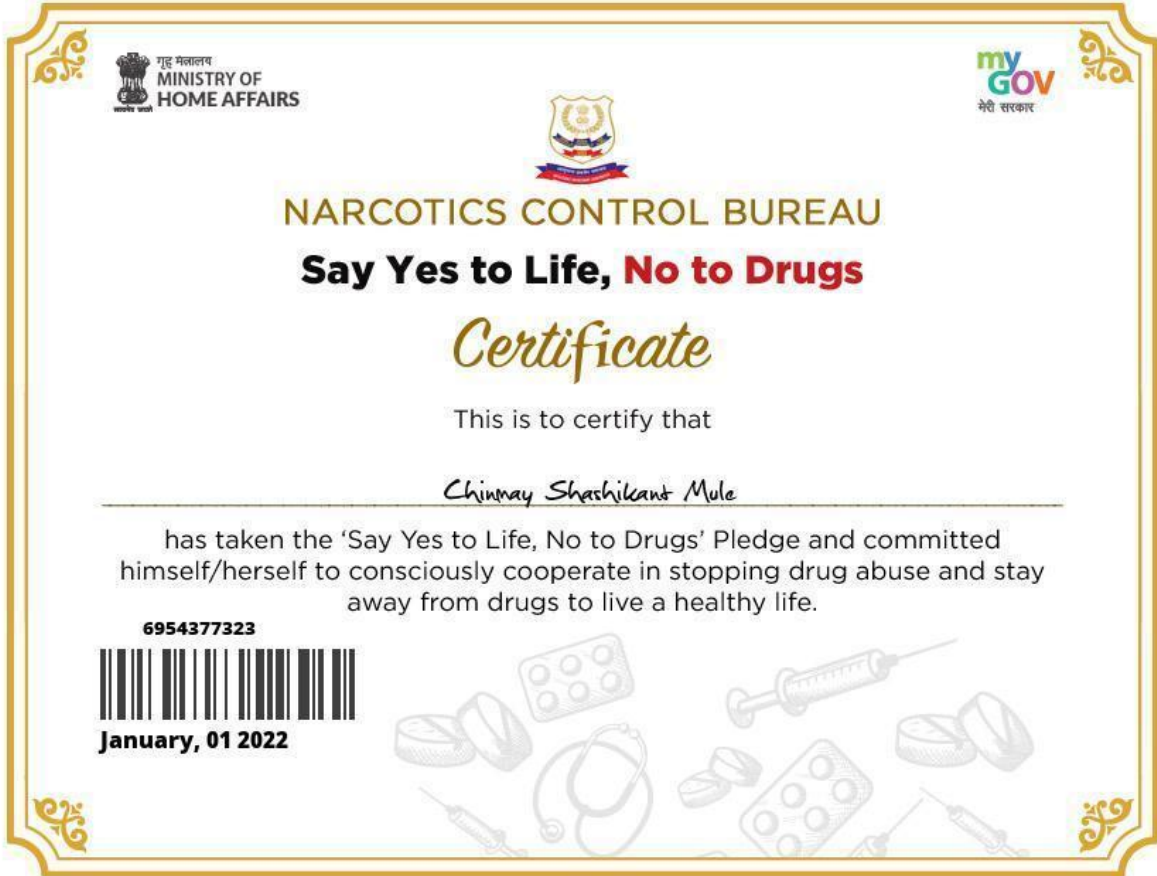 गृह मंत्रालय
MINISTRY OF
HOME AFFAIRS
my
GOV
मेरी सरकार
NARCOTICS CONTROL BUREAU
Say Yes to Life, No to Drugs
Certificate
This is to certify that
Chinmay Shashikant Mule
has taken the ‘Say Yes to Life, No to Drugs’ Pledge and committed
himself/herself to consciously cooperate in stopping drug abuse and stay
away from drugs to live a healthy life.
6954377323
January, 01 2022